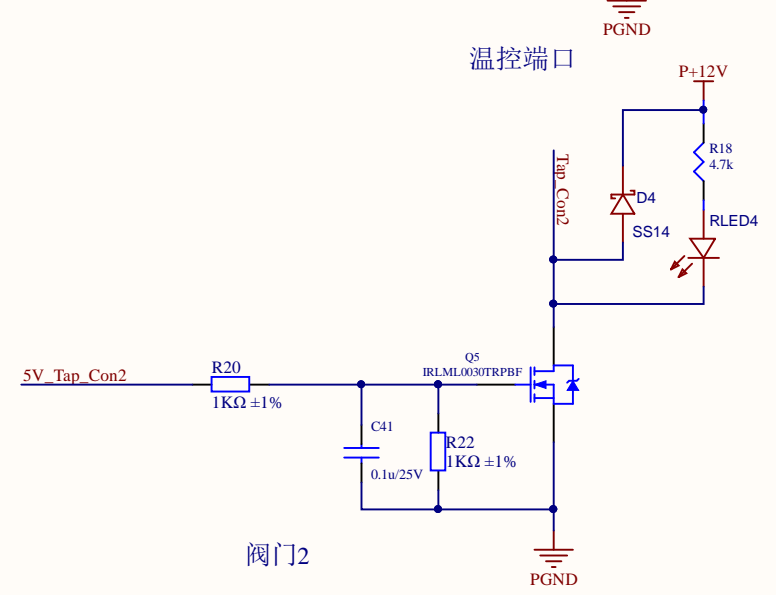 PGND
温控端口
P+12V
R18
4.7k
Tap_Con2
D4
SS14
RLED4
Q5
IRLML0030TRPBF
5V_Tap_Con2
R20
1KΩ ±1%
C41
0.1u/25V
R22
1KΩ ±1%
阀门2
PGND